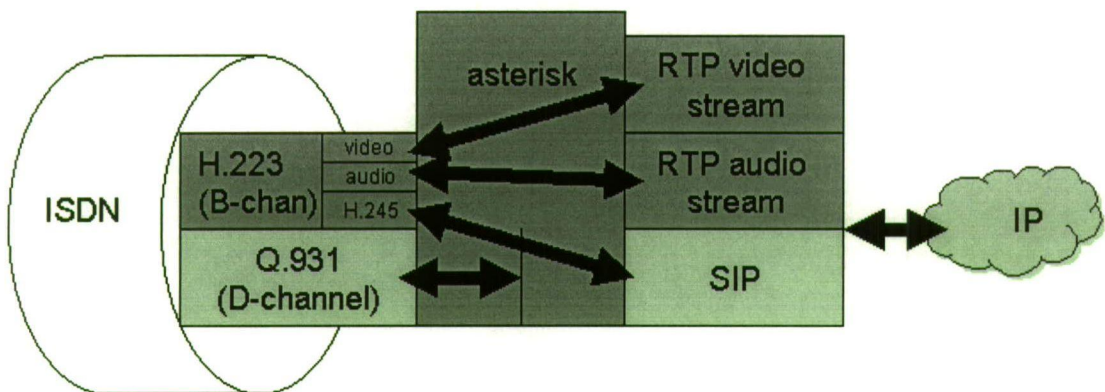 asterisk
RTP video
stream
video
H.223
audio
RTP audio
stream
(B-chan)
H.245
ISDN
IP
Q.931
(D-channel)
SIP